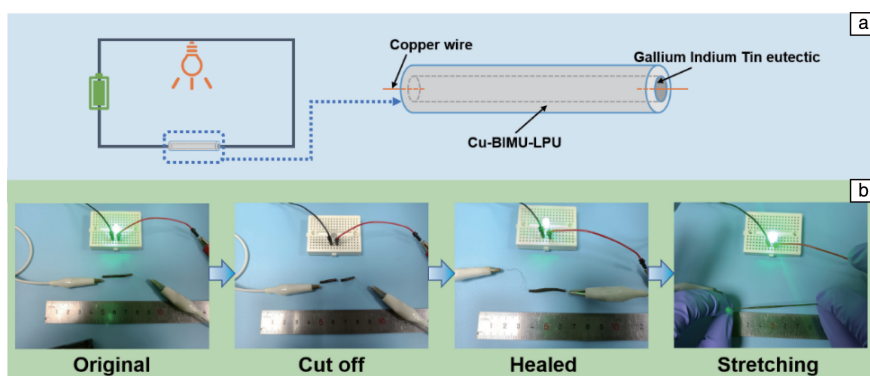 a
Copper wire
Gallium Indium Tin eutectic
Cu-BIMU-LPU
b
Original
Cut off
Healed
Stretching